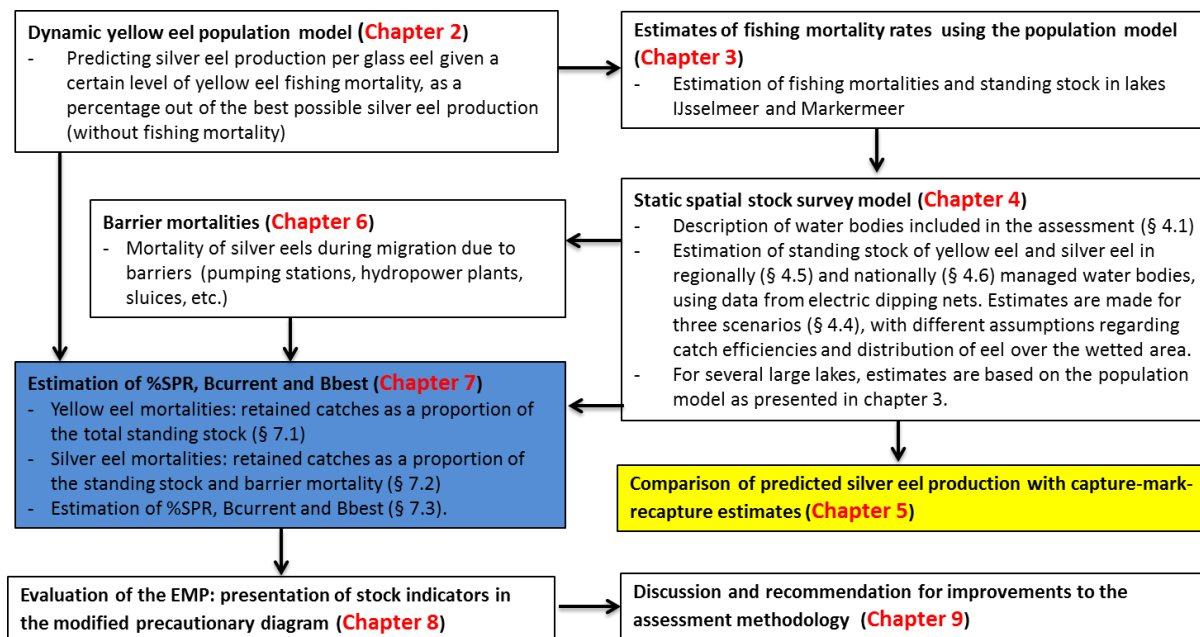 Dynamic yellow eel population model (Chapter 2)
- Predicting silver eel production per glass eel given a
certain level of yellow eel fishing mortality, as a
percentage out of the best possible silver eel production
(without fishing mortality)
Estimates of fishing mortality rates using the population model
(Chapter 3)
- Estimation of fishing mortalities and standing stock in lakes
IJsselmeer and Markermeer
Barrier mortalities (Chapter 6)
- Mortality of silver eels during migration due to
barriers (pumping stations, hydropower plants,
sluices, etc.)
Static spatial stock survey model (Chapter 4)
- Description of water bodies included in the assessment (§ 4.1)
- Estimation of standing stock of yellow eel and silver eel in
regionally (§ 4.5) and nationally (§ 4.6) managed water bodies,
using data from electric dipping nets. Estimates are made for
three scenarios (§ 4.4), with different assumptions regarding
catch efficiencies and distribution of eel over the wetted area.
- For several large lakes, estimates are based on the population
model as presented in chapter 3.
Estimation of %SPR, Bcurrent and Bbest (Chapter 7)
- Yellow eel mortalities: retained catches as a proportion of
the total standing stock (§ 7.1)
- Silver eel mortalities: retained catches as a proportion of
the standing stock and barrier mortality (§ 7.2)
- Estimation of %SPR, Bcurrent and Bbest (§ 7.3).
Comparison of predicted silver eel production with capture-mark-
recapture estimates (Chapter 5)
Evaluation of the EMP: presentation of stock indicators in
the modified precautionary diagram (Chapter 8)
Discussion and recommendation for improvements to the
assessment methodology (Chapter 9)